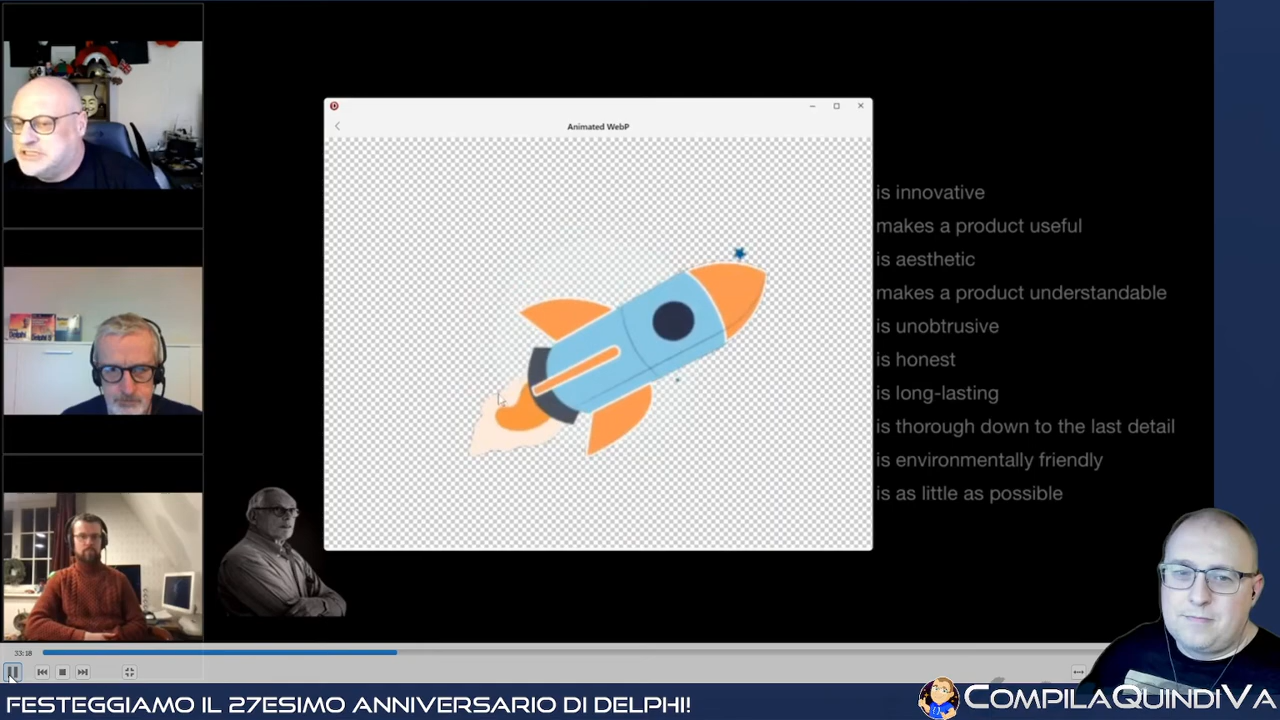 Animated WebP
is innovative
makes a product useful
is aesthetic
makes a product understandable
is unobtrusive
is honest
is long-lasting
is thorough down to the last detail
is environmentally friendly
is as little as possible
Delphi
33:18
FESTEGGIAMO IL 27ESIMO ANNIVERSARIO DI DELPHI!
COMPILAQUINDIVA